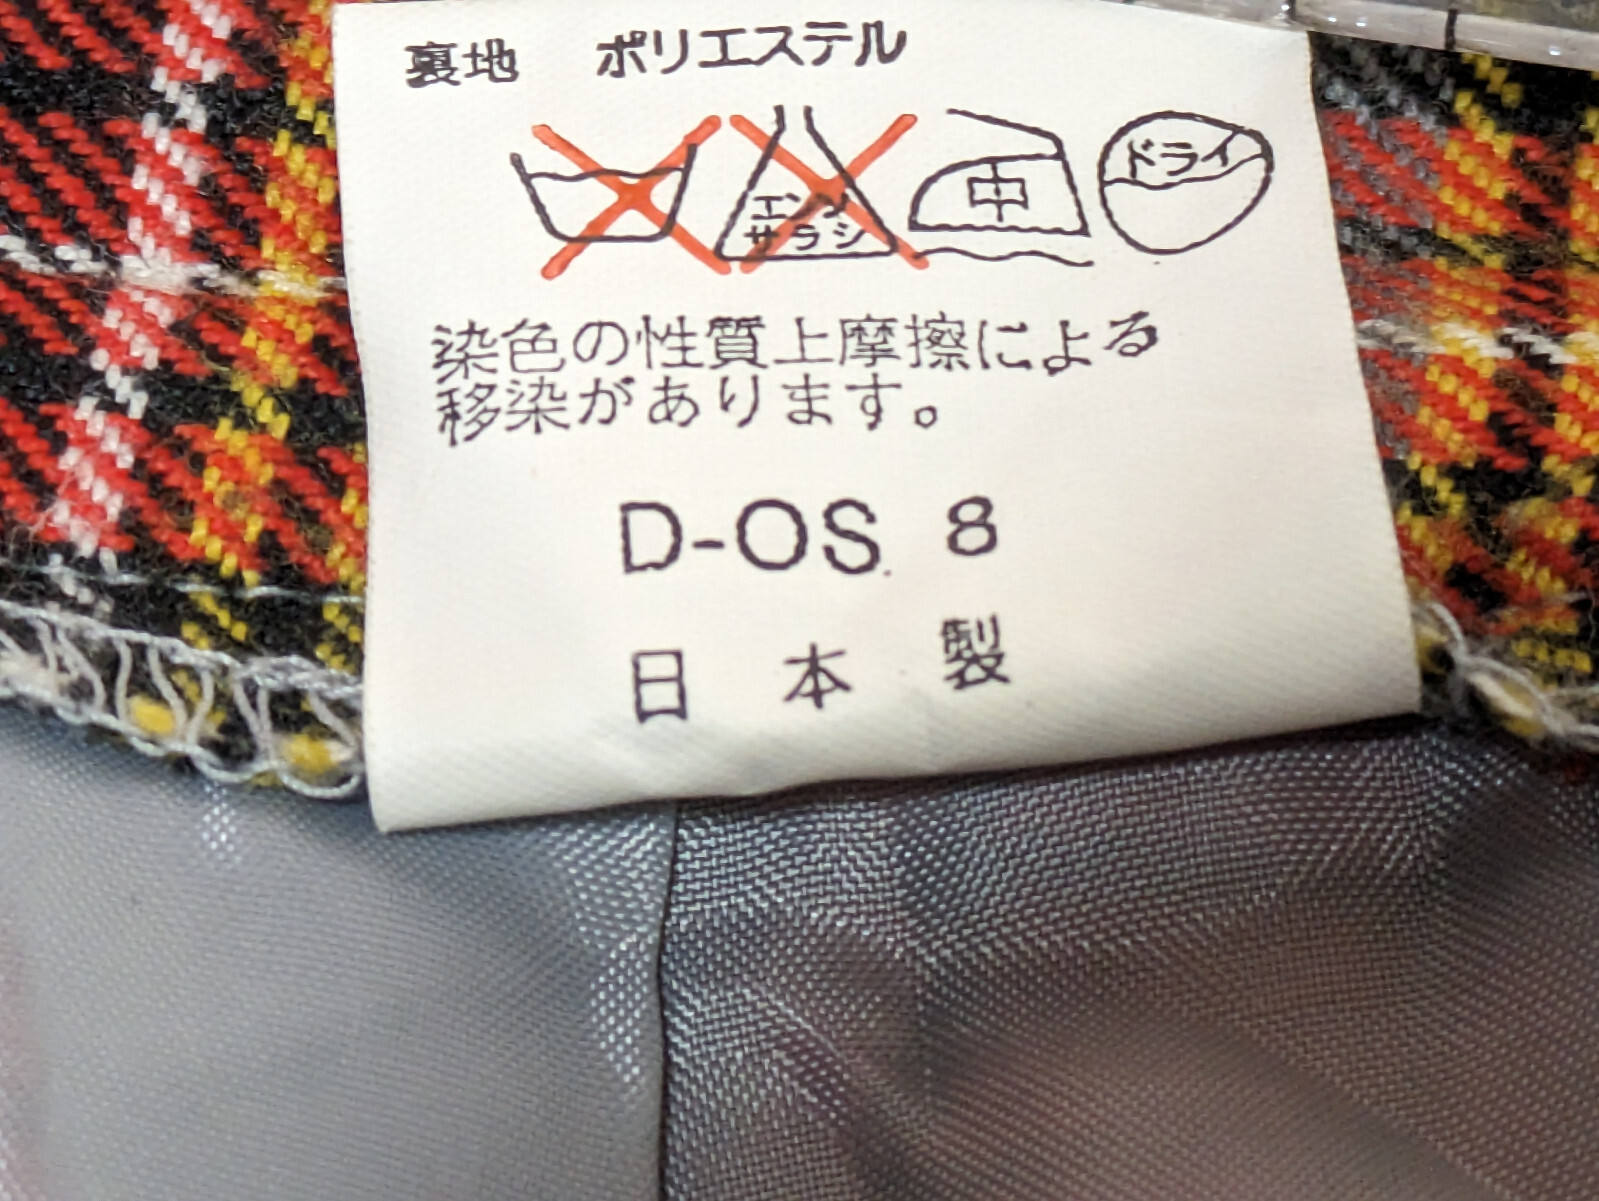 裏地 ポリエステル
エンソ
サラシ
中
ドライ
染色の性質上摩擦による
移染があります。
D-OS 8
日本製